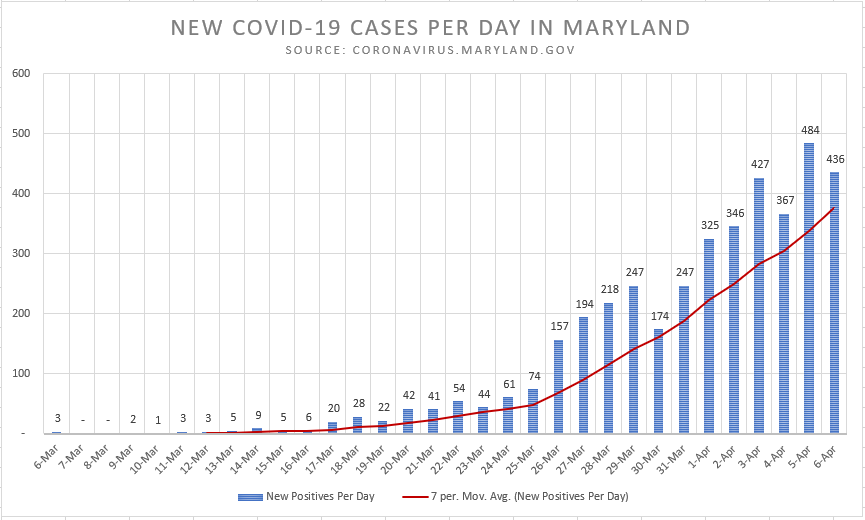 NEW COVID-19 CASES PER DAY IN MARYLAND
SOURCE: CORONAVIRUS.MARYLAND.GOV
600
500
400
300
200
100
-
3 - - 2 1 3 3 5 9 5 6 20 28 22 42 41 54 44 61 74 157 194 218 247 174 247 325 346 427 367 484 436
6-Mar 7-Mar 8-Mar 9-Mar 10-Mar 11-Mar 12-Mar 13-Mar 14-Mar 15-Mar 16-Mar 17-Mar 18-Mar 19-Mar 20-Mar 21-Mar 22-Mar 23-Mar 24-Mar 25-Mar 26-Mar 27-Mar 28-Mar 29-Mar 30-Mar 31-Mar 1-Apr 2-Apr 3-Apr 4-Apr 5-Apr 6-Apr
New Positives Per Day 7 per. Mov. Avg. (New Positives Per Day)